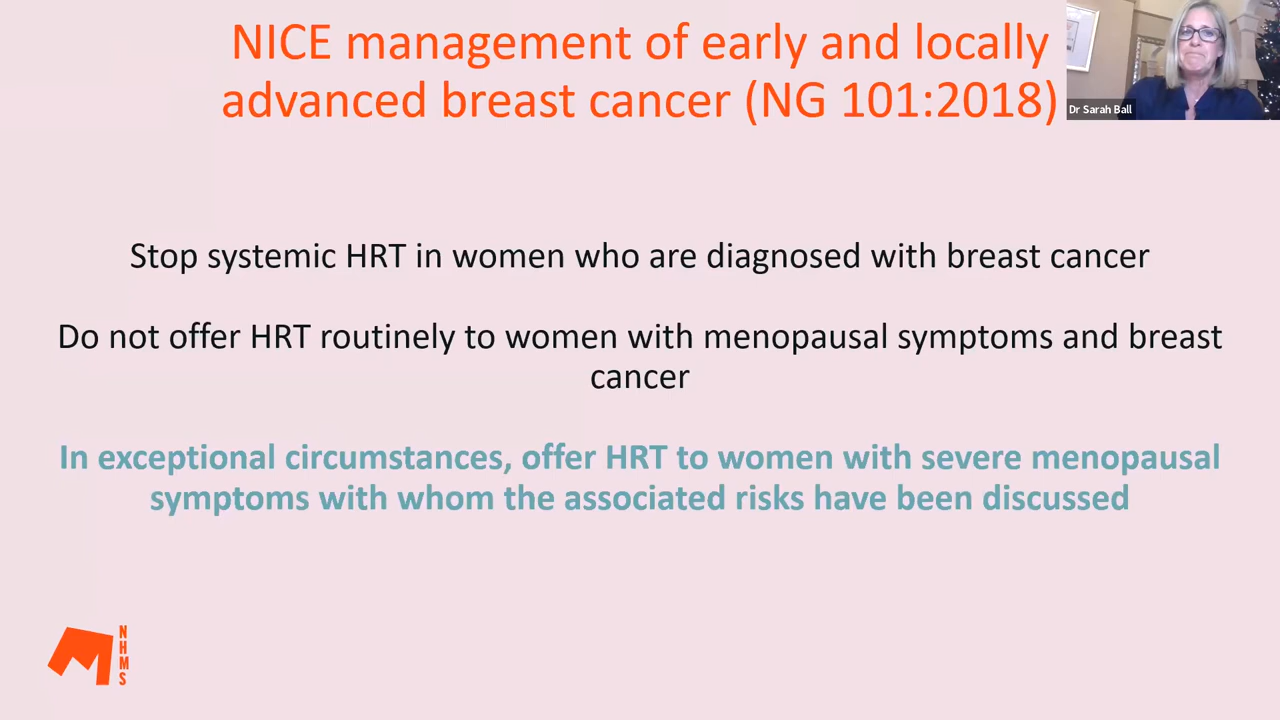 NICE management of early and locally
advanced breast cancer (NG 101:2018)
Dr Sarah Ball
Stop systemic HRT in women who are diagnosed with breast cancer
Do not offer HRT routinely to women with menopausal symptoms and breast
cancer
In exceptional circumstances, offer HRT to women with severe menopausal
symptoms with whom the associated risks have been discussed
NHMS